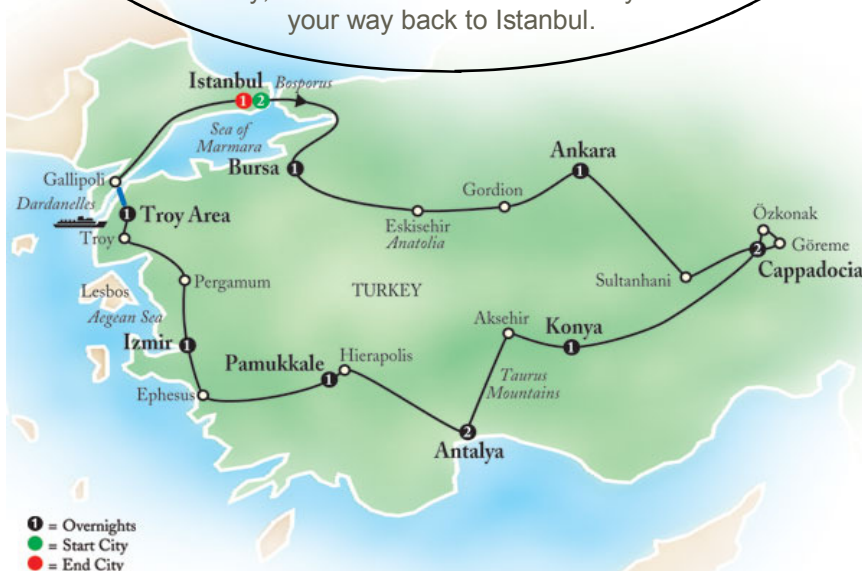 your way back to Istanbul.
Istanbul
Bosporus
1 2
Sea of
Marmara
Bursa 1
Gallipoli
Dardanelles
1 Troy Area
Troy
Ankara
1
Gordion
Eskisehir
Anatolia
Özkonak
Göreme
2
Cappadocia
Sultanhani
Lesbos
Pergamum
TURKEY
Aegean Sea
Izmir 1
Aksehir
Konya
1
Pamukkale
1
Hierapolis
Taurus
Mountains
Ephesus
2
Antalya
1 = Overnights
= Start City
= End City